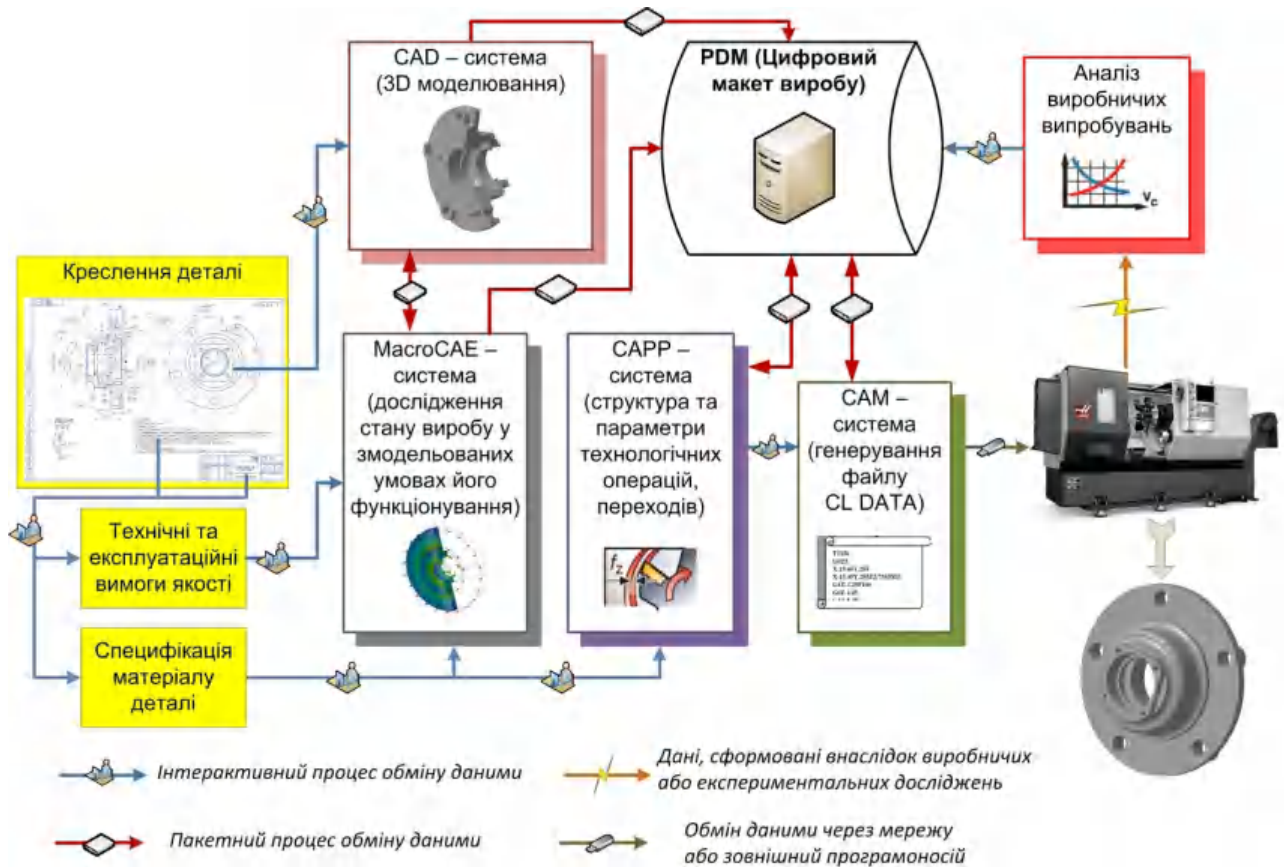 CAD – система
(3D моделювання)
PDM (Цифровий
макет виробу)
Аналіз
виробничих
випробувань
Vc
Креслення деталі
MacroCAE –
система
(дослідження
стану виробу у
змодельованих
умовах його
функціонування)
CAPP –
система
(структура та
параметри
технологічних
операцій,
переходів)
fz
CAM –
система
(генерування
файлу
CL DATA)
Технічні та
експлуатаційні
вимоги якості
Специфікація
матеріалу
деталі
Інтерактивний процес обміну даними
Дані, сформовані внаслідок виробничих
або експериментальних досліджень
Пакетний процес обміну даними
Обмін даними через мережу
або зовнішний програмоносій